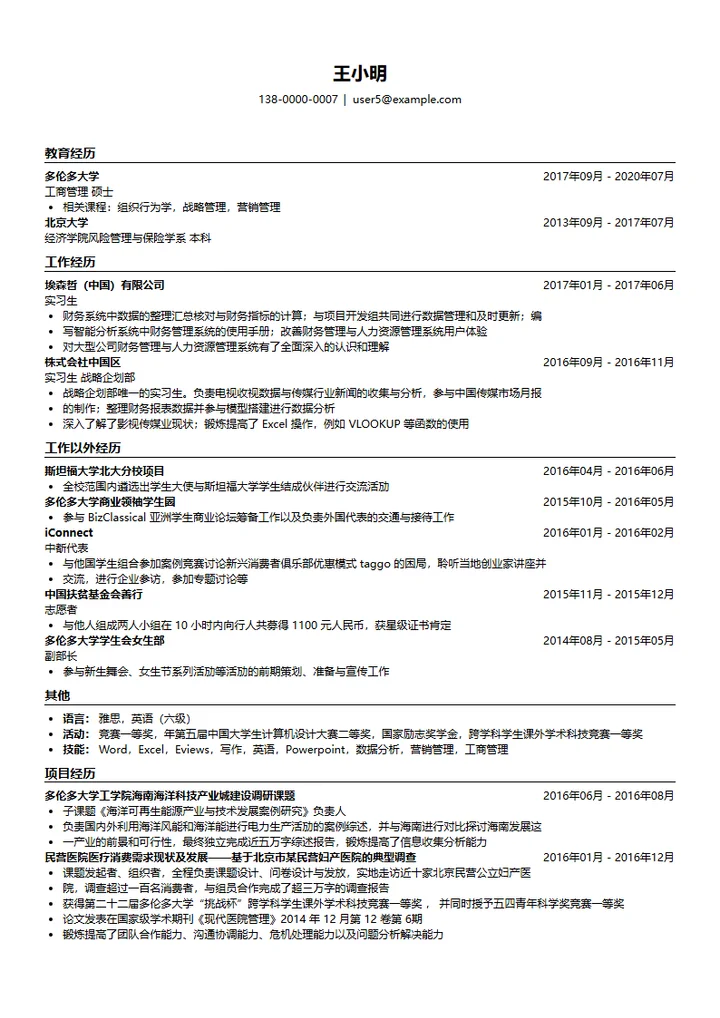 王小明
138-0000-0007 | user5@example.com
教育经历
多伦多大学 2017年09月 - 2020年07月
工商管理 硕士
• 相关课程：组织行为学，战略管理，营销管理
北京大学 2013年09月 - 2017年07月
经济学院风险管理与保险学系 本科
工作经历
埃森哲（中国）有限公司 2017年01月 - 2017年06月
实习生
• 财务系统中数据的整理汇总核对与财务指标的计算；与项目开发组共同进行数据管理和及时更新；编
• 写智能分析系统中财务管理系统的使用手册；改善财务管理与人力资源管理系统用户体验
• 对大型公司财务管理与人力资源管理系统有了全面深入的认识和理解
株式会社中国区 2016年09月 - 2016年11月
实习生 战略企划部
• 战略企划部唯一的实习生。负责电视收视数据与传媒行业新闻的收集与分析，参与中国传媒市场月报
• 的制作；整理财务报表数据并参与模型搭建进行数据分析
• 深入了解了影视传媒业现状；锻炼提高了 Excel 操作，例如 VLOOKUP 等函数的使用
工作以外经历
斯坦福大学北大分校项目 2016年04月 - 2016年06月
• 全校范围内遴选出学生大使与斯坦福大学学生结成伙伴进行交流活动
多伦多大学商业领袖学生园 2015年10月 - 2016年05月
• 参与 BizClassical 亚洲学生商业论坛筹备工作以及负责外国代表的交通与接待工作
iConnect 2016年01月 - 2016年02月
中新代表
• 与他国学生组合参加案例竞赛讨论新兴消费者俱乐部优惠模式 taggo 的困局，聆听当地创业家讲座并
• 交流，进行企业参访，参加专题讨论等
中国扶贫基金会善行 2015年11月 - 2015年12月
志愿者
• 与他人组成两人小组在 10 小时内向行人共募得 1100 元人民币，获星级证书肯定
多伦多大学学生会女生部 2014年08月 - 2015年05月
副部长
• 参与新生舞会、女生节系列活动等活动的前期策划、准备与宣传工作
其他
• 语言： 雅思，英语（六级）
• 活动： 竞赛一等奖，年第五届中国大学生计算机设计大赛二等奖，国家励志奖学金，跨学科学生课外学术科技竞赛一等奖
• 技能： Word，Excel，Eviews，写作，英语，Powerpoint，数据分析，营销管理，工商管理
项目经历
多伦多大学工学院海南海洋科技产业城建设调研课题 2016年06月 - 2016年08月
• 子课题《海洋可再生能源产业与技术发展案例研究》负责人
• 负责国内外利用海洋风能和海洋能进行电力生产活动的案例综述，并与海南进行对比探讨海南发展这
• 一产业的前景和可行性，最终独立完成近五万字综述报告，锻炼提高了信息收集分析能力
民营医院医疗消费需求现状及发展——基于北京市某民营妇产医院的典型调查 2016年01月 - 2016年12月
• 课题发起者、组织者，全程负责课题设计、问卷设计与发放，实地走近十家北京民营公立妇产医
• 院，调查超过一百名消费者，与组员合作完成了超三万字的调查报告
• 获得第二十二届多伦多大学“挑战杯”跨学科学生课外学术科技竞赛一等奖 ，并同时授予五四青年科学奖竞赛一等奖
• 论文发表在国家级学术期刊《现代医院管理》2014 年 12 月第 12 卷第 6期
• 锻炼提高了团队合作能力、沟通协调能力、危机处理能力以及问题分析解决能力